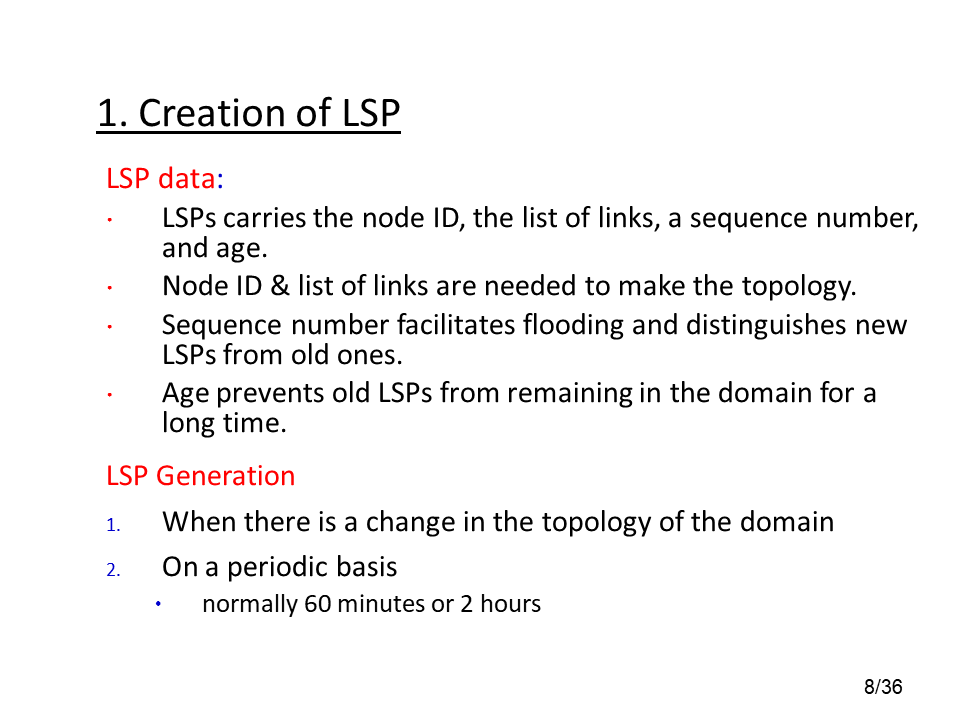 1. Creation of LSP
LSP data:
• LSPs carries the node ID, the list of links, a sequence number,
and age.
• Node ID & list of links are needed to make the topology.
• Sequence number facilitates flooding and distinguishes new
LSPs from old ones.
• Age prevents old LSPs from remaining in the domain for a
long time.
LSP Generation
1. When there is a change in the topology of the domain
2. On a periodic basis
• normally 60 minutes or 2 hours
8/36